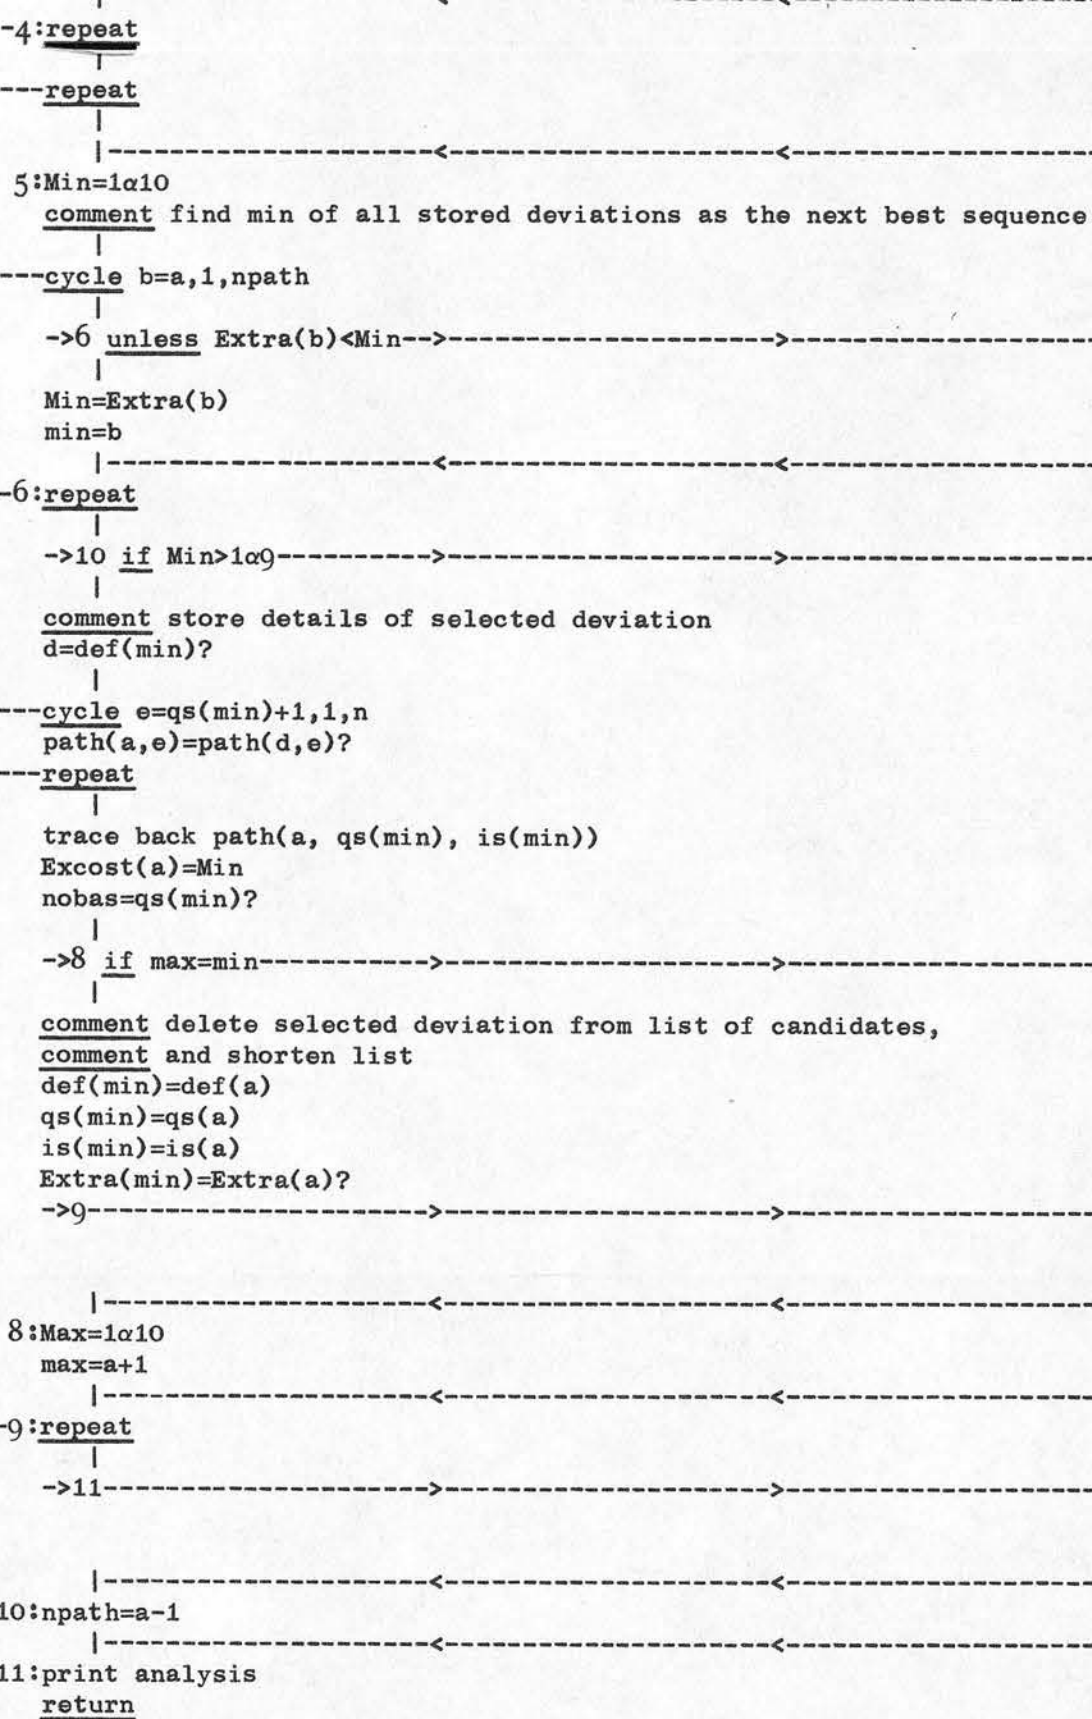 -4:repeat
---repeat
|--------------------<--------------------<--------------------
5:Min=1α10
comment find min of all stored deviations as the next best sequence
---cycle b=a,1,npath
->6 unless Extra(b)<Min-->-------------------->--------------------
Min=Extra(b)
min=b
|--------------------<--------------------<--------------------
-6:repeat
->10 if Min>1α9---------->-------------------->--------------------
comment store details of selected deviation
d=def(min)?
---cycle e=qs(min)+1,1,n
path(a,e)=path(d,e)?
---repeat
trace back path(a, qs(min), is(min))
Excost(a)=Min
nobas=qs(min)?
->8 if max=min----------->-------------------->--------------------
comment delete selected deviation from list of candidates,
comment and shorten list
def(min)=def(a)
qs(min)=qs(a)
is(min)=is(a)
Extra(min)=Extra(a)?
->9--------------------->-------------------->--------------------
|--------------------<--------------------<--------------------
8:Max=1α10
max=a+1
|--------------------<--------------------<--------------------
-9:repeat
->11-------------------->-------------------->--------------------
|--------------------<--------------------<--------------------
10:npath=a-1
|--------------------<--------------------<--------------------
11:print analysis
return